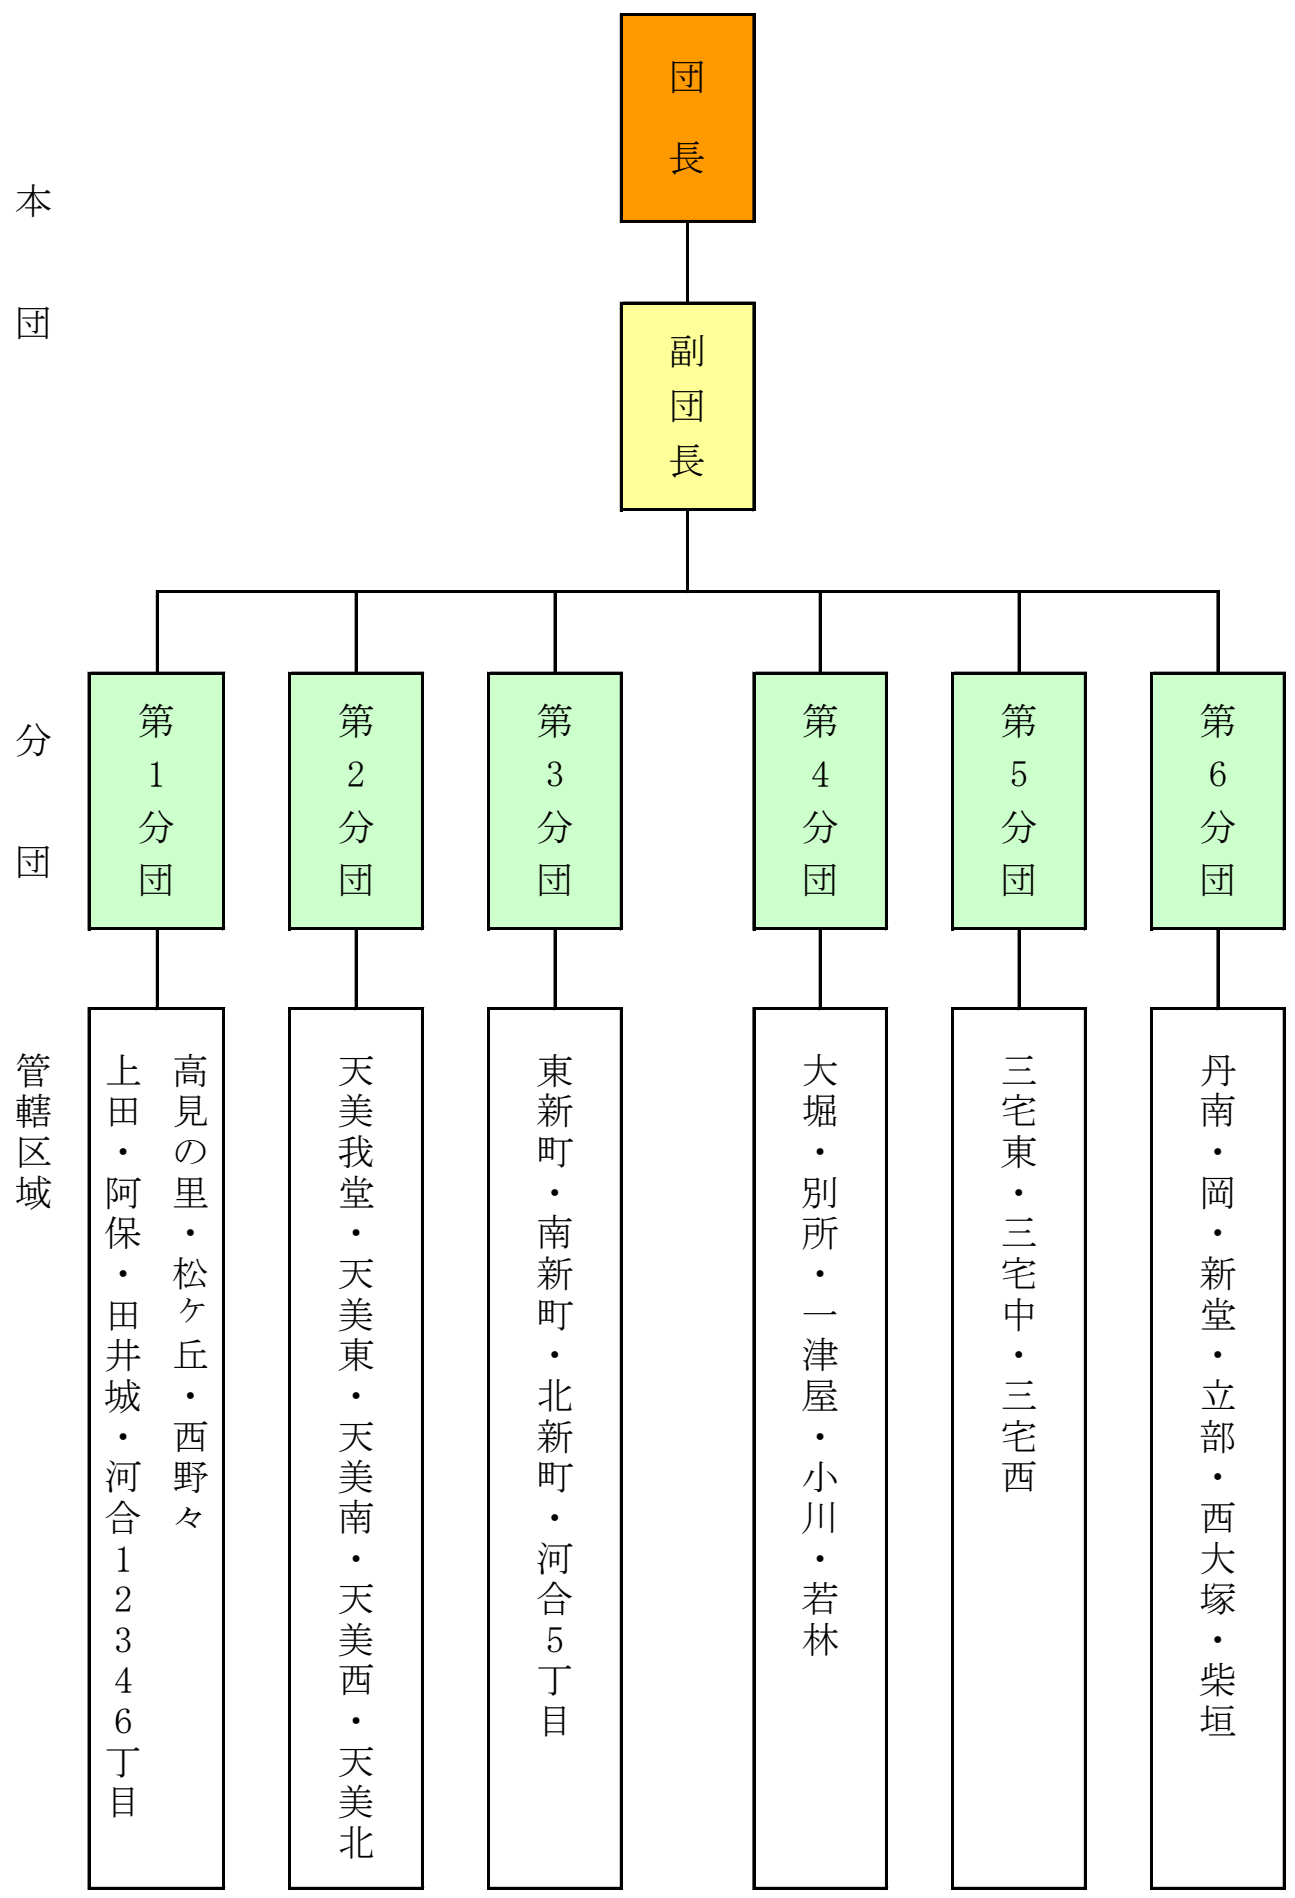 団長
本団
副団長
分団
第1分団
第2分団
第3分団
第4分団
第5分団
第6分団
管轄区域
高見の里・松ケ丘・西野々
上田・阿保・田井城・河合12346丁目
天美我堂・天美東・天美南・天美西・天美北
東新町・南新町・北新町・河合5丁目
大堀・別所・一津屋・小川・若林
三宅東・三宅中・三宅西
丹南・岡・新堂・立部・西大塚・柴垣